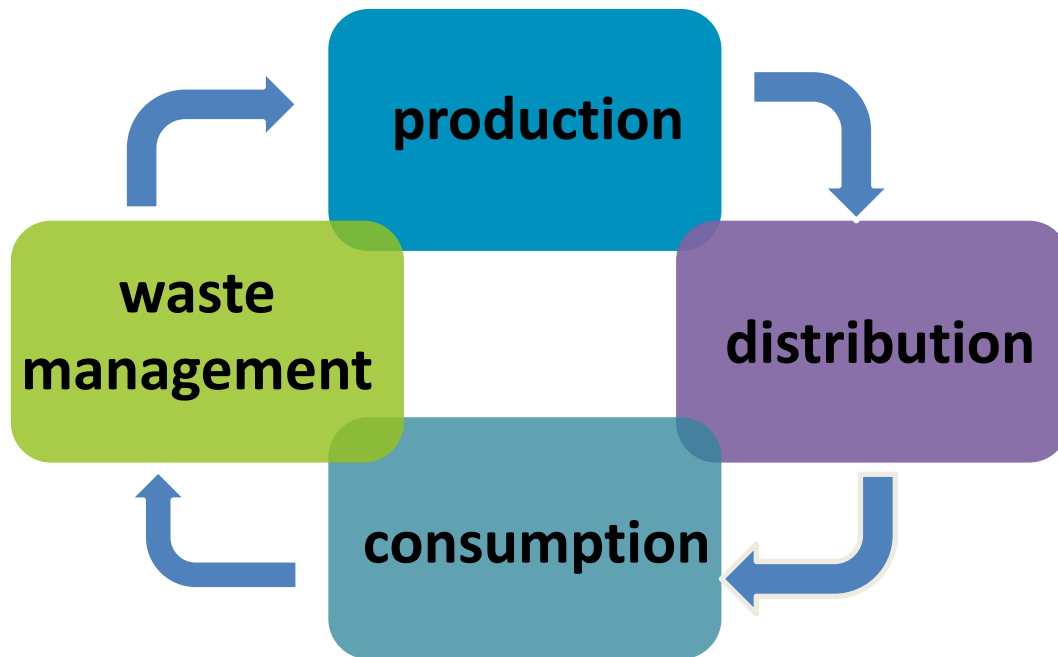 production
distribution
consumption
waste
management